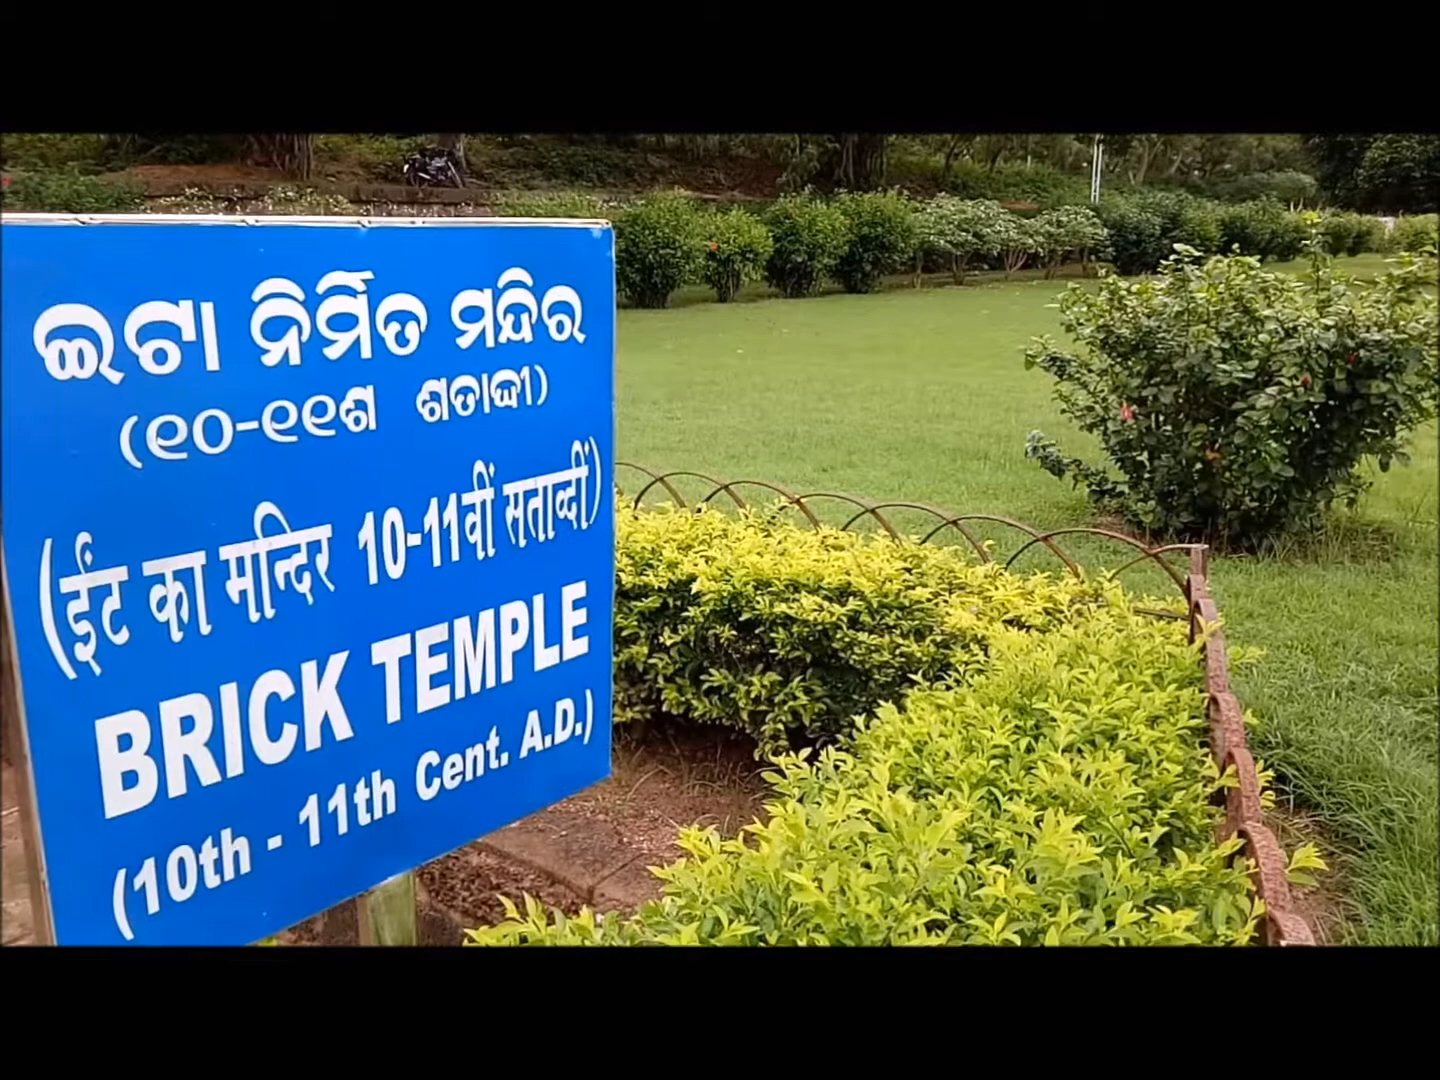 ଇଟା ନିର୍ମିତ ମନ୍ଦିର
(୧୦-୧୧ଶ ଶତାବ୍ଦୀ)
(ईंट का मन्दिर 10-11वीं सताब्दीं)
BRICK TEMPLE
(10th - 11th Cent. A.D.)